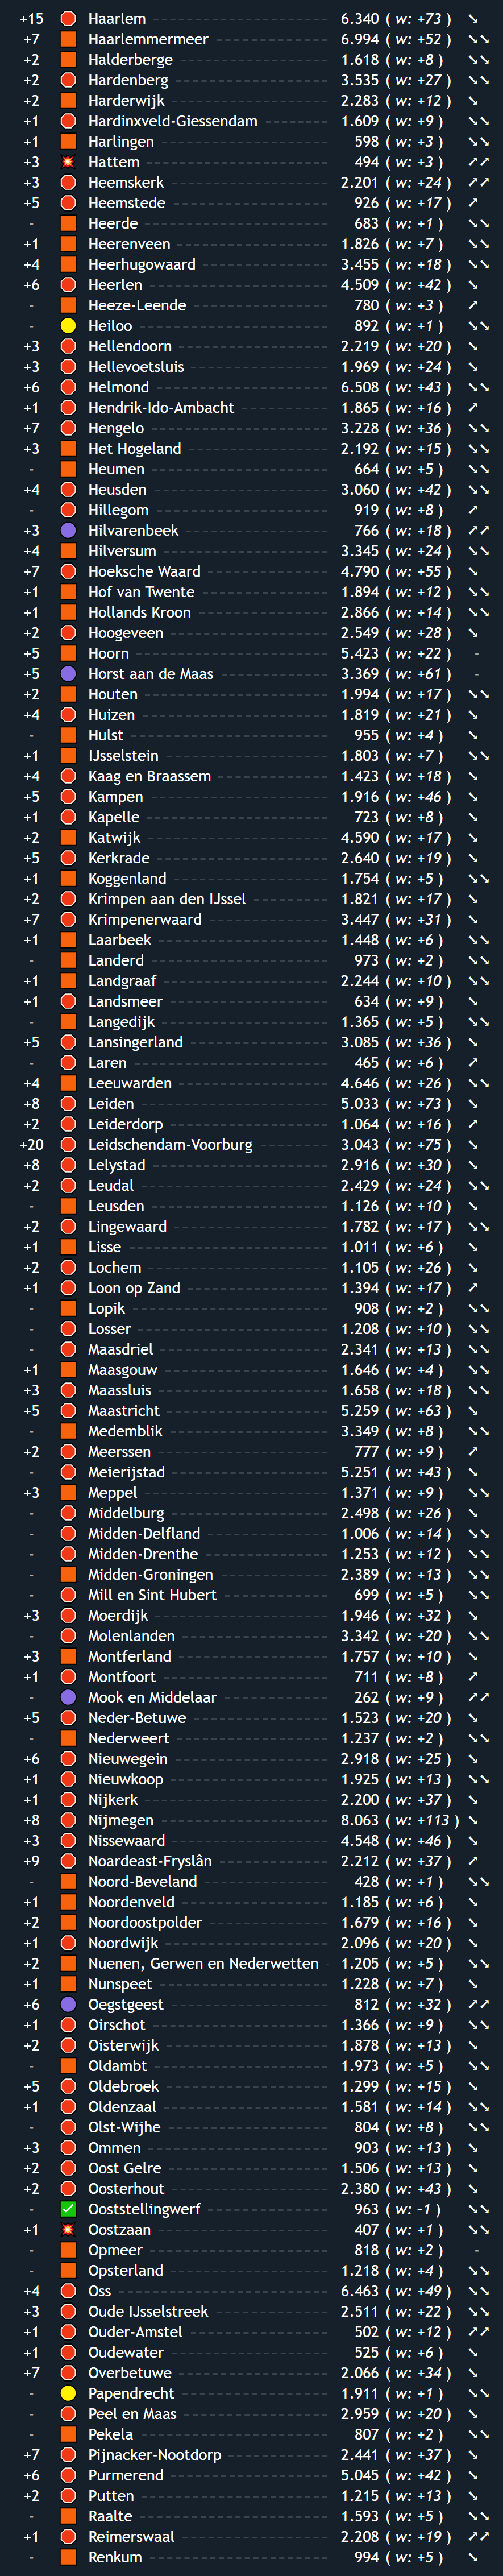 +15 Haarlem 6.340 ( w: +73 )
+7 Haarlemmermeer 6.994 ( w: +52 )
+2 Halderberge 1.618 ( w: +8 )
+2 Hardenberg 3.535 ( w: +27 )
+2 Harderwijk 2.283 ( w: +12 )
+1 Hardinxveld-Giessendam 1.609 ( w: +9 )
+1 Harlingen 598 ( w: +3 )
+3 Hattem 494 ( w: +3 )
+3 Heemskerk 2.201 ( w: +24 )
+5 Heemstede 926 ( w: +17 )
- Heerde 683 ( w: +1 )
+1 Heerenveen 1.826 ( w: +7 )
+4 Heerhugowaard 3.455 ( w: +18 )
+6 Heerlen 4.509 ( w: +42 )
- Heeze-Leende 780 ( w: +3 )
- Heiloo 892 ( w: +1 )
+3 Hellendoorn 2.219 ( w: +20 )
+3 Hellevoetsluis 1.969 ( w: +24 )
+6 Helmond 6.508 ( w: +43 )
+1 Hendrik-Ido-Ambacht 1.865 ( w: +16 )
+7 Hengelo 3.228 ( w: +36 )
+3 Het Hogeland 2.192 ( w: +15 )
- Heumen 664 ( w: +5 )
+4 Heusden 3.060 ( w: +42 )
- Hillegom 919 ( w: +8 )
+3 Hilvarenbeek 766 ( w: +18 )
+4 Hilversum 3.345 ( w: +24 )
+7 Hoeksche Waard 4.790 ( w: +55 )
+1 Hof van Twente 1.894 ( w: +12 )
+1 Hollands Kroon 2.866 ( w: +14 )
+2 Hoogeveen 2.549 ( w: +28 )
+5 Hoorn 5.423 ( w: +22 ) -
+5 Horst aan de Maas 3.369 ( w: +61 ) -
+2 Houten 1.994 ( w: +17 )
+4 Huizen 1.819 ( w: +21 )
- Hulst 955 ( w: +4 )
+1 IJsselstein 1.803 ( w: +7 )
+4 Kaag en Braassem 1.423 ( w: +18 )
+5 Kampen 1.916 ( w: +46 )
+1 Kapelle 723 ( w: +8 )
+2 Katwijk 4.590 ( w: +17 )
+5 Kerkrade 2.640 ( w: +19 )
+1 Koggenland 1.754 ( w: +5 )
+2 Krimpen aan den IJssel 1.821 ( w: +17 )
+7 Krimpenerwaard 3.447 ( w: +31 )
+1 Laarbeek 1.448 ( w: +6 )
- Landerd 973 ( w: +2 )
+1 Landgraaf 2.244 ( w: +10 )
+1 Landsmeer 634 ( w: +9 )
- Langedijk 1.365 ( w: +5 )
+5 Lansingerland 3.085 ( w: +36 )
- Laren 465 ( w: +6 )
+4 Leeuwarden 4.646 ( w: +26 )
+8 Leiden 5.033 ( w: +73 )
+2 Leiderdorp 1.064 ( w: +16 )
+20 Leidschendam-Voorburg 3.043 ( w: +75 )
+8 Lelystad 2.916 ( w: +30 )
+2 Leudal 2.429 ( w: +24 )
- Leusden 1.126 ( w: +10 )
+2 Lingewaard 1.782 ( w: +17 )
+1 Lisse 1.011 ( w: +6 )
+2 Lochem 1.105 ( w: +26 )
+1 Loon op Zand 1.394 ( w: +17 )
- Lopik 908 ( w: +2 )
- Losser 1.208 ( w: +10 )
- Maasdriel 2.341 ( w: +13 )
+1 Maasgouw 1.646 ( w: +4 )
+3 Maassluis 1.658 ( w: +18 )
+5 Maastricht 5.259 ( w: +63 )
- Medemblik 3.349 ( w: +8 )
+2 Meerssen 777 ( w: +9 )
- Meierijstad 5.251 ( w: +43 )
+3 Meppel 1.371 ( w: +9 )
- Middelburg 2.498 ( w: +26 )
- Midden-Delfland 1.006 ( w: +14 )
- Midden-Drenthe 1.253 ( w: +12 )
- Midden-Groningen 2.389 ( w: +13 )
- Mill en Sint Hubert 699 ( w: +5 )
+3 Moerdijk 1.946 ( w: +32 )
- Molenlanden 3.342 ( w: +20 )
+3 Montferland 1.757 ( w: +10 )
+1 Montfoort 711 ( w: +8 )
- Mook en Middelaar 262 ( w: +9 )
+5 Neder-Betuwe 1.523 ( w: +20 )
- Nederweert 1.237 ( w: +2 )
+6 Nieuwegein 2.918 ( w: +25 )
+1 Nieuwkoop 1.925 ( w: +13 )
+1 Nijkerk 2.200 ( w: +37 )
+8 Nijmegen 8.063 ( w: +113 )
+3 Nissewaard 4.548 ( w: +46 )
+9 Noardeast-Fryslân 2.212 ( w: +37 )
- Noord-Beveland 428 ( w: +1 )
+1 Noordenveld 1.185 ( w: +6 )
+2 Noordoostpolder 1.679 ( w: +16 )
+1 Noordwijk 2.096 ( w: +20 )
+2 Nuenen, Gerwen en Nederwetten 1.205 ( w: +5 )
+1 Nunspeet 1.228 ( w: +7 )
+6 Oegstgeest 812 ( w: +32 )
+1 Oirschot 1.366 ( w: +9 )
+2 Oisterwijk 1.878 ( w: +13 )
- Oldambt 1.973 ( w: +5 )
+5 Oldebroek 1.299 ( w: +15 )
+1 Oldenzaal 1.581 ( w: +14 )
- Olst-Wijhe 804 ( w: +8 )
+3 Ommen 903 ( w: +13 )
+2 Oost Gelre 1.506 ( w: +13 )
+2 Oosterhout 2.380 ( w: +43 )
- Ooststellingwerf 963 ( w: -1 )
+1 Oostzaan 407 ( w: +1 )
- Opmeer 818 ( w: +2 ) -
- Opsterland 1.218 ( w: +4 )
+4 Oss 6.463 ( w: +49 )
+3 Oude IJsselstreek 2.511 ( w: +22 )
+1 Ouder-Amstel 502 ( w: +12 )
+1 Oudewater 525 ( w: +6 )
+7 Overbetuwe 2.066 ( w: +34 )
- Papendrecht 1.911 ( w: +1 )
- Peel en Maas 2.959 ( w: +20 )
- Pekela 807 ( w: +2 )
+7 Pijnacker-Nootdorp 2.441 ( w: +37 )
+6 Purmerend 5.045 ( w: +42 )
+2 Putten 1.215 ( w: +13 )
- Raalte 1.593 ( w: +5 )
+1 Reimerswaal 2.208 ( w: +19 )
- Renkum 994 ( w: +5 )